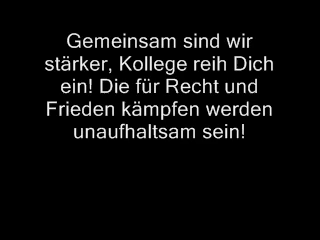 Gemeinsam sind wir
stärker, Kollege reih Dich
ein! Die für Recht und
Frieden kämpfen werden
unaufhaltsam sein!